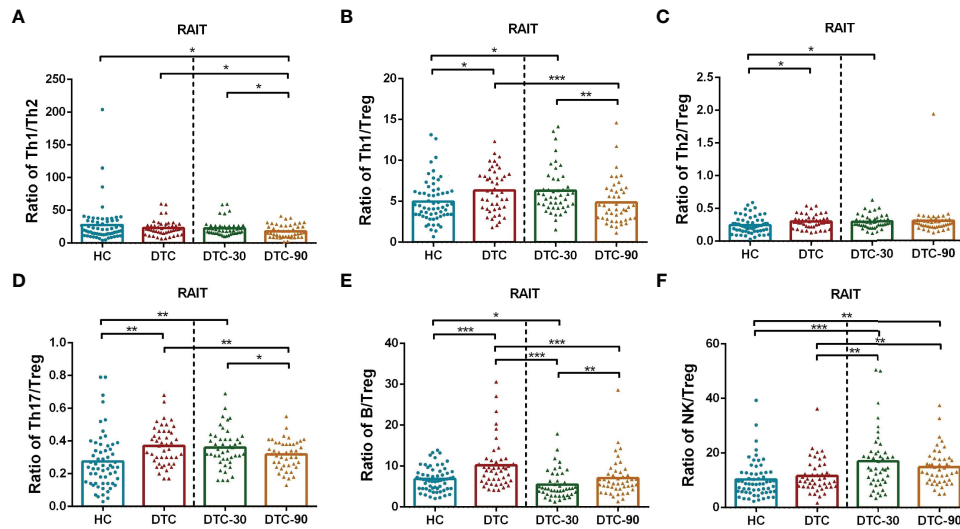 A
RAIT
*
*
*
Ratio of Th1/Th2
250
200
150
100
50
0
HC DTC DTC-30 DTC-90
B
RAIT
*
*
***
**
Ratio of Th1/Treg
20
15
10
5
0
HC DTC DTC-30 DTC-90
C
RAIT
*
*
Ratio of Th2/Treg
2.5
2.0
1.5
1.0
0.5
0.0
HC DTC DTC-30 DTC-90
D
RAIT
**
**
**
*
Ratio of Th17/Treg
1.0
0.8
0.6
0.4
0.2
0.0
HC DTC DTC-30 DTC-90
E
RAIT
*
***
***
***
**
Ratio of B/Treg
40
30
20
10
0
HC DTC DTC-30 DTC-90
F
RAIT
**
***
**
**
Ratio of NK/Treg
60
40
20
0
HC DTC DTC-30 DTC-90